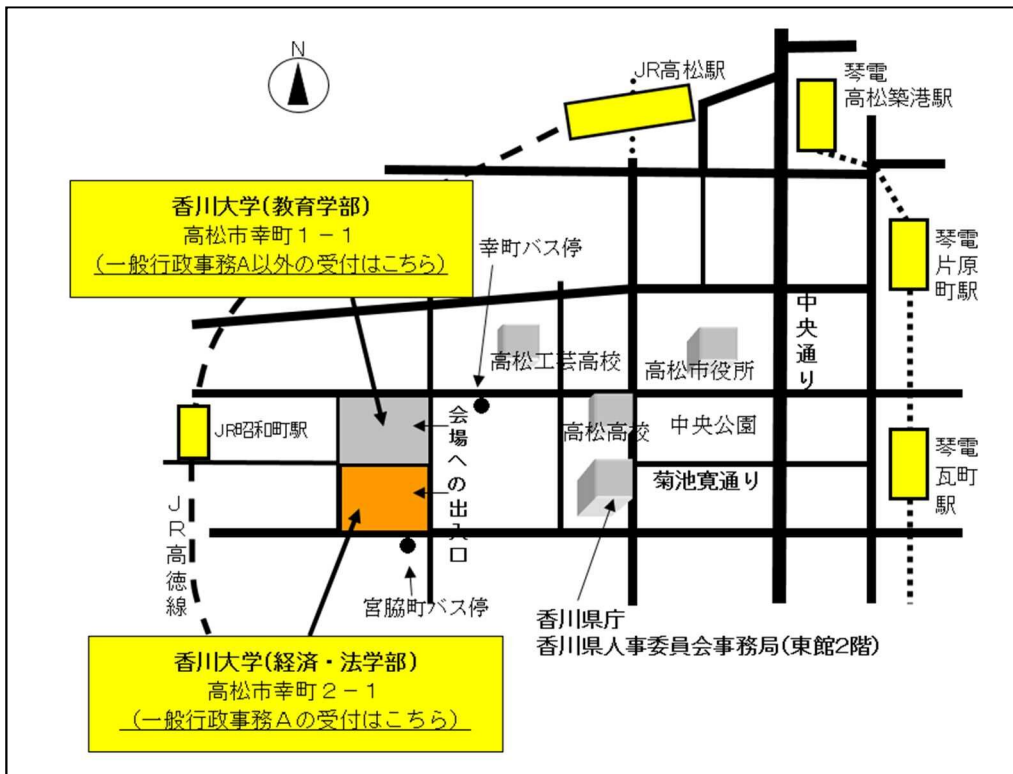 N
JR高松駅
琴電
高松築港駅
香川大学(教育学部)
高松市幸町1-1
(一般行政事務A以外の受付はこちら)
幸町バス停
琴電
片原
町駅
中央通り
高松工芸高校
高松市役所
JR昭和町駅
会場への出入口
高松高校
中央公園
菊池寛通り
琴電
瓦町
駅
JR高徳線
宮脇町バス停
香川県庁
香川県人事委員会事務局(東館2階)
香川大学(経済・法学部)
高松市幸町2-1
(一般行政事務Aの受付はこちら)